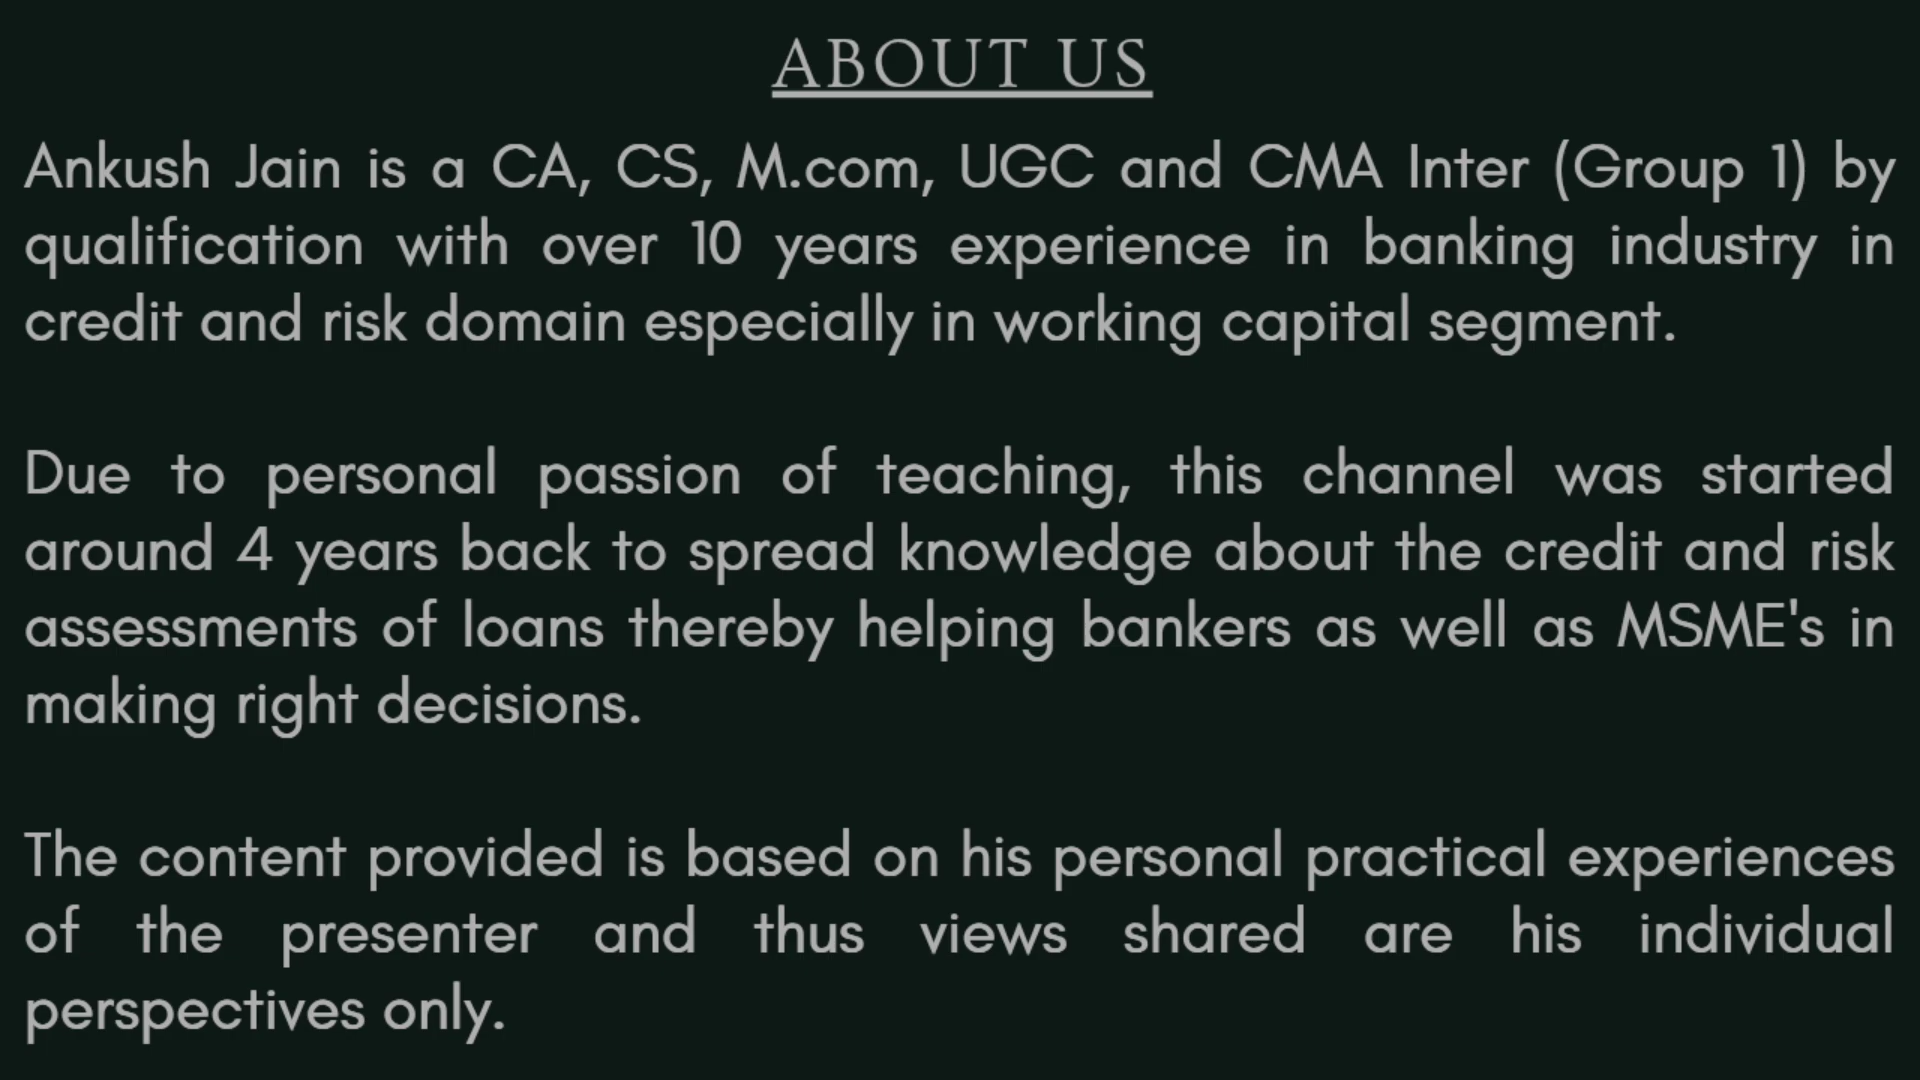 ABOUT US
Ankush Jain is a CA, CS, M.com, UGC and CMA Inter (Group 1) by
qualification with over 10 years experience in banking industry in
credit and risk domain especially in working capital segment.
Due to personal passion of teaching, this channel was started
around 4 years back to spread knowledge about the credit and risk
assessments of loans thereby helping bankers as well as MSME's in
making right decisions.
The content provided is based on his personal practical experiences
of the presenter and thus views shared are his individual
perspectives only.